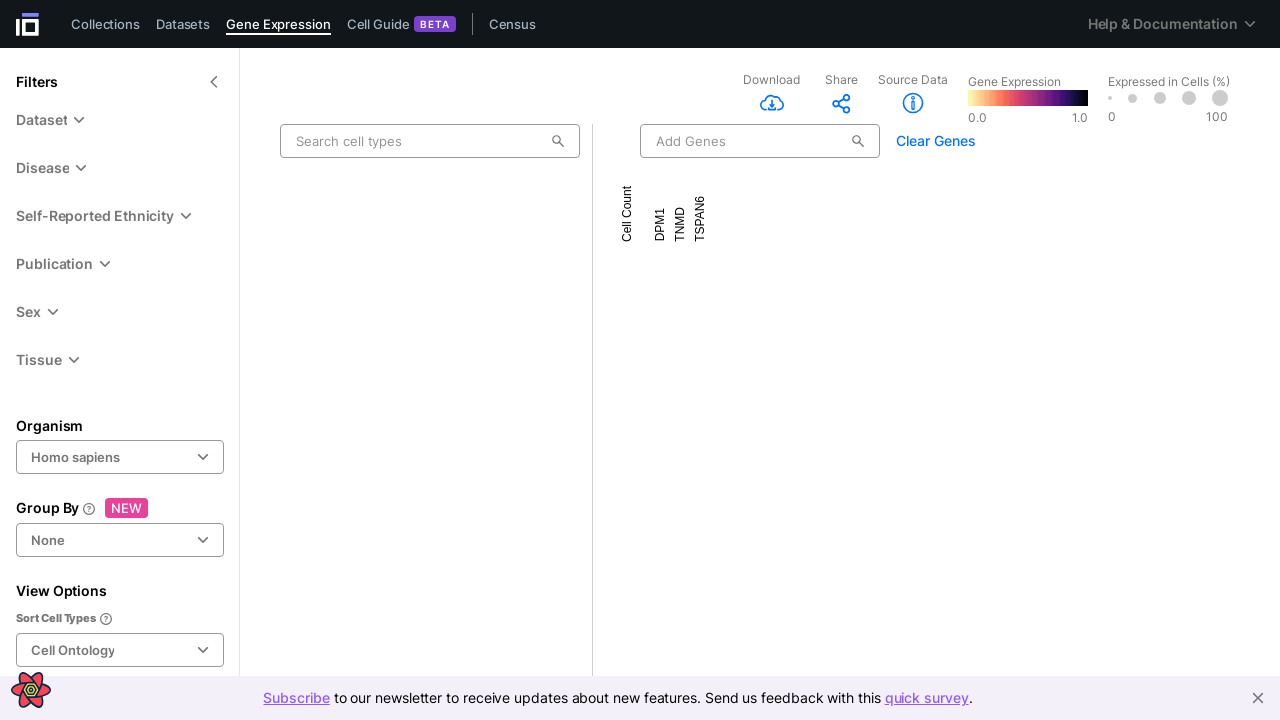 Collections Datasets Gene Expression Cell Guide BETA Census Help & Documentation
Filters
Dataset
Disease
Self-Reported Ethnicity
Publication
Sex
Tissue
Organism
Homo sapiens
Group By NEW
None
View Options
Sort Cell Types
Cell Ontology
Download Share Source Data
Gene Expression
0.0 1.0
Expressed in Cells (%)
0 100
Search cell types
Add Genes
Clear Genes
Cell Count
DPM1
TNMD
TSPAN6
Subscribe to our newsletter to receive updates about new features. Send us feedback with this quick survey.